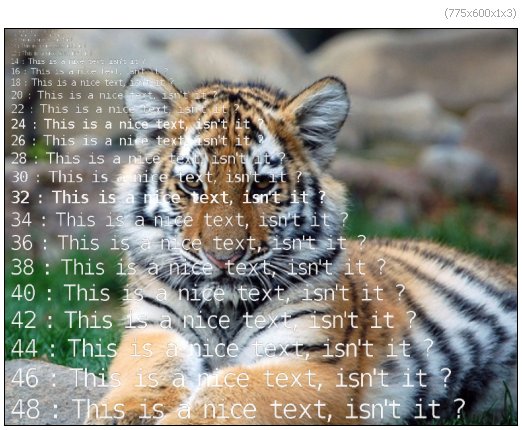 (775x600x1x3)
14 : This is a nice text, isn't it ?
16 : This is a nice text, isn't it ?
18 : This is a nice text, isn't it ?
20 : This is a nice text, isn't it ?
22 : This is a nice text, isn't it ?
24 : This is a nice text, isn't it ?
26 : This is a nice text, isn't it ?
28 : This is a nice text, isn't it ?
30 : This is a nice text, isn't it ?
32 : This is a nice text, isn't it ?
34 : This is a nice text, isn't it ?
36 : This is a nice text, isn't it ?
38 : This is a nice text, isn't it ?
40 : This is a nice text, isn't it ?
42 : This is a nice text, isn't it ?
44 : This is a nice text, isn't it ?
46 : This is a nice text, isn't it ?
48 : This is a nice text, isn't it ?